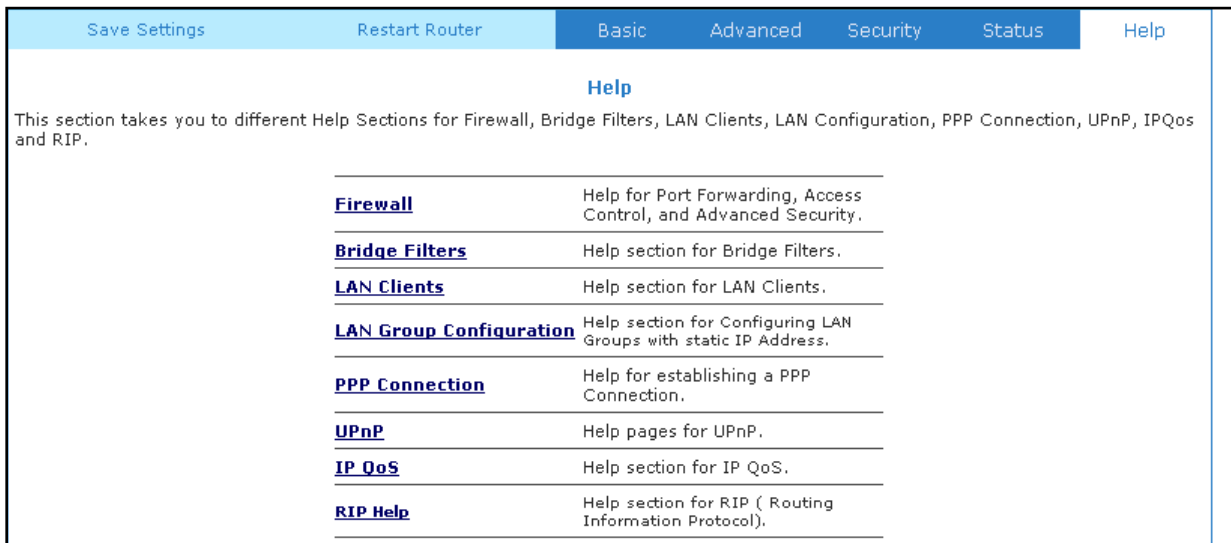 Save Settings Restart Router Basic Advanced Security Status Help
Help
This section takes you to different Help Sections for Firewall, Bridge Filters, LAN Clients, LAN Configuration, PPP Connection, UPnP, IPQos
and RIP.
Firewall Help for Port Forwarding, Access
Control, and Advanced Security.
Bridge Filters Help section for Bridge Filters.
LAN Clients Help section for LAN Clients.
LAN Group Configuration Help section for Configuring LAN
Groups with static IP Address.
PPP Connection Help for establishing a PPP
Connection.
UPnP Help pages for UPnP.
IP QoS Help section for IP QoS.
RIP Help Help section for RIP ( Routing
Information Protocol).